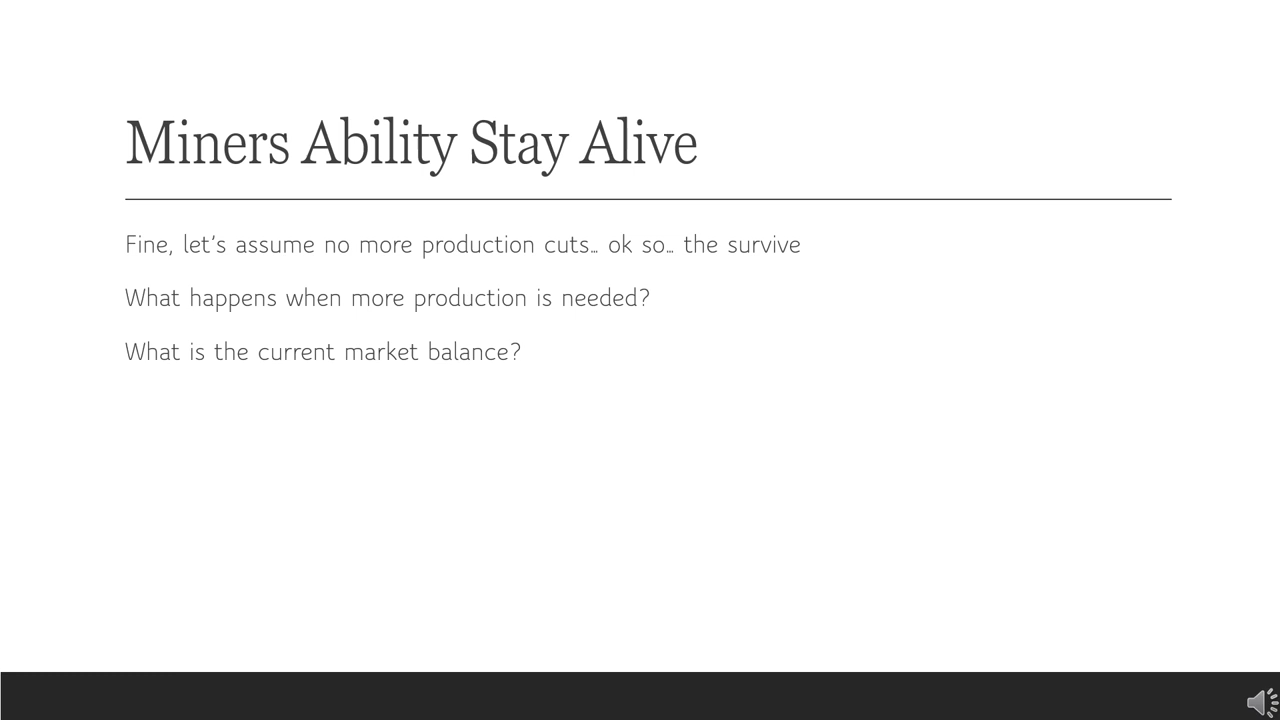 Miners Ability Stay Alive
Fine, let's assume no more production cuts… ok so… the survive
What happens when more production is needed?
What is the current market balance?